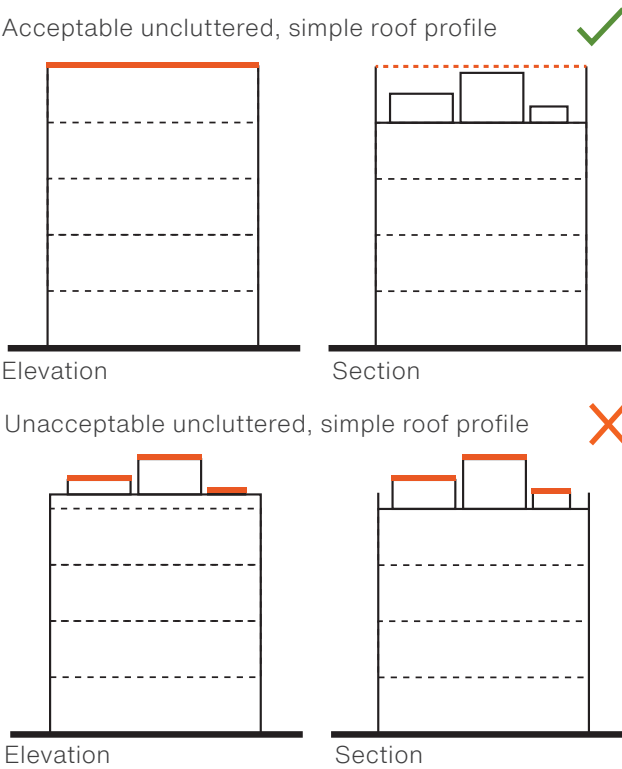 Acceptable uncluttered, simple roof profile
Elevation
Section
Unacceptable uncluttered, simple roof profile
Elevation
Section